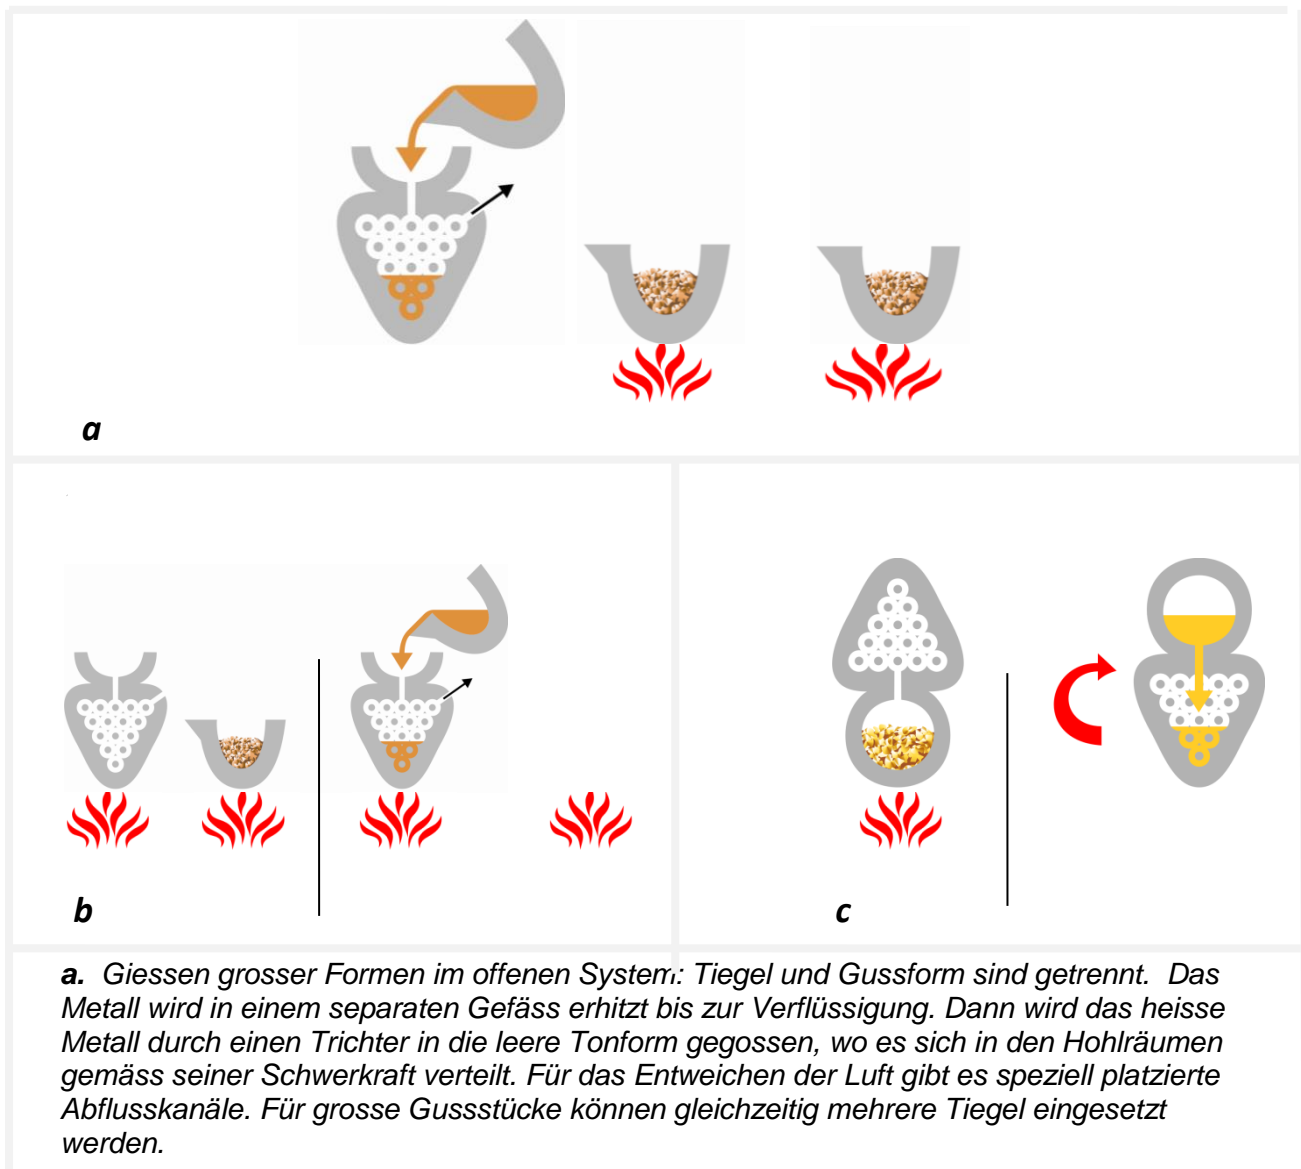 a
b
c
a. Giessen grosser Formen im offenen System: Tiegel und Gussform sind getrennt. Das
Metall wird in einem separaten Gefäss erhitzt bis zur Verflüssigung. Dann wird das heisse
Metall durch einen Trichter in die leere Tonform gegossen, wo es sich in den Hohlräumen
gemäss seiner Schwerkraft verteilt. Für das Entweichen der Luft gibt es speziell platzierte
Abflusskanäle. Für grosse Gussstücke können gleichzeitig mehrere Tiegel eingesetzt
werden.